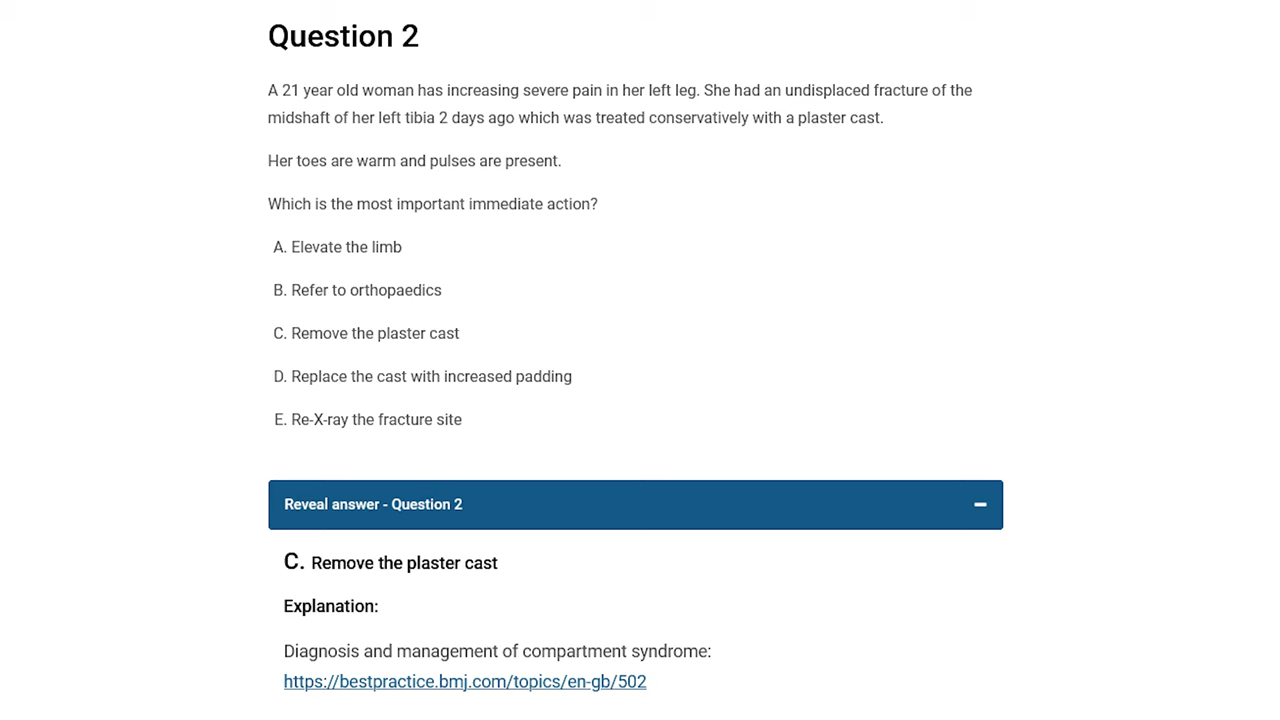 Question 2
A 21 year old woman has increasing severe pain in her left leg. She had an undisplaced fracture of the
midshaft of her left tibia 2 days ago which was treated conservatively with a plaster cast.
Her toes are warm and pulses are present.
Which is the most important immediate action?
A. Elevate the limb
B. Refer to orthopaedics
C. Remove the plaster cast
D. Replace the cast with increased padding
E. Re-X-ray the fracture site
Reveal answer - Question 2
C. Remove the plaster cast
Explanation:
Diagnosis and management of compartment syndrome:
https://bestpractice.bmj.com/topics/en-gb/502